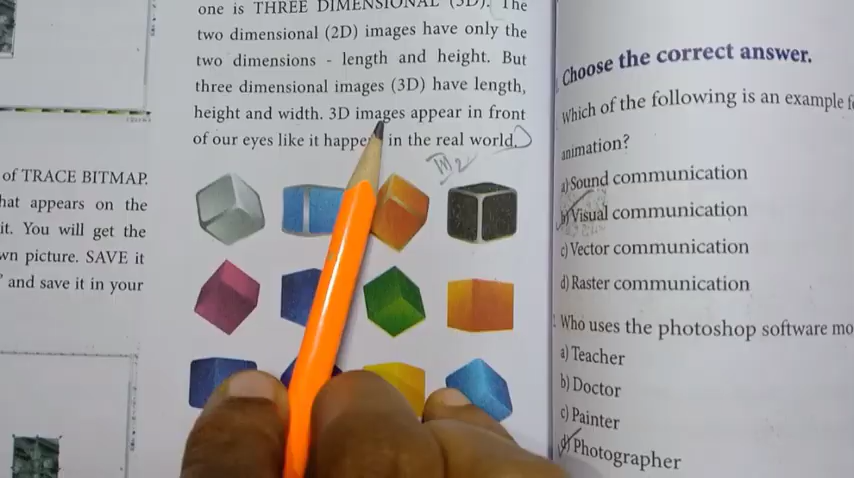 one is THREE DIMENSIONAL (3D). The
two dimensional (2D) images have only the
two dimensions - length and height. But
three dimensional images (3D) have length,
height and width. 3D images appear in front
of our eyes like it in the real world.
of TRACE BITMAP.
hat appears on the
it. You will get the
wn picture. SAVE it
and save it in your
Choose the correct answer.
Which of the following is an example
animation?
a) Sound communication
b) Visual communication
c) Vector communication
d) Raster communication
Who uses the photoshop software mo
a) Teacher
b) Doctor
c) Painter
d) Photographer